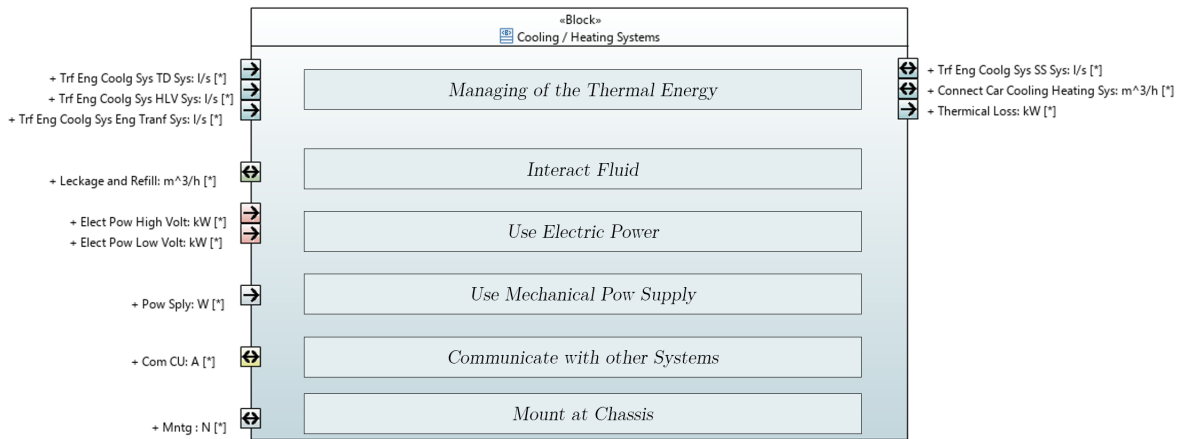 «Block»
Cooling / Heating Systems
+ Trf Eng Coolg Sys TD Sys: l/s [*]
+ Trf Eng Coolg Sys HLV Sys: l/s [*]
+ Trf Eng Coolg Sys Eng Tranf Sys: l/s [*]
Managing of the Thermal Energy
+ Trf Eng Coolg Sys SS Sys: l/s [*]
+ Connect Car Cooling Heating Sys: m^3/h [*]
+ Thermical Loss: kW [*]
+ Leckage and Refill: m^3/h [*]
Interact Fluid
+ Elect Pow High Volt: kW [*]
+ Elect Pow Low Volt: kW [*]
Use Electric Power
+ Pow Sply: W [*]
Use Mechanical Pow Supply
+ Com CU: A [*]
Communicate with other Systems
+ Mntg : N [*]
Mount at Chassis